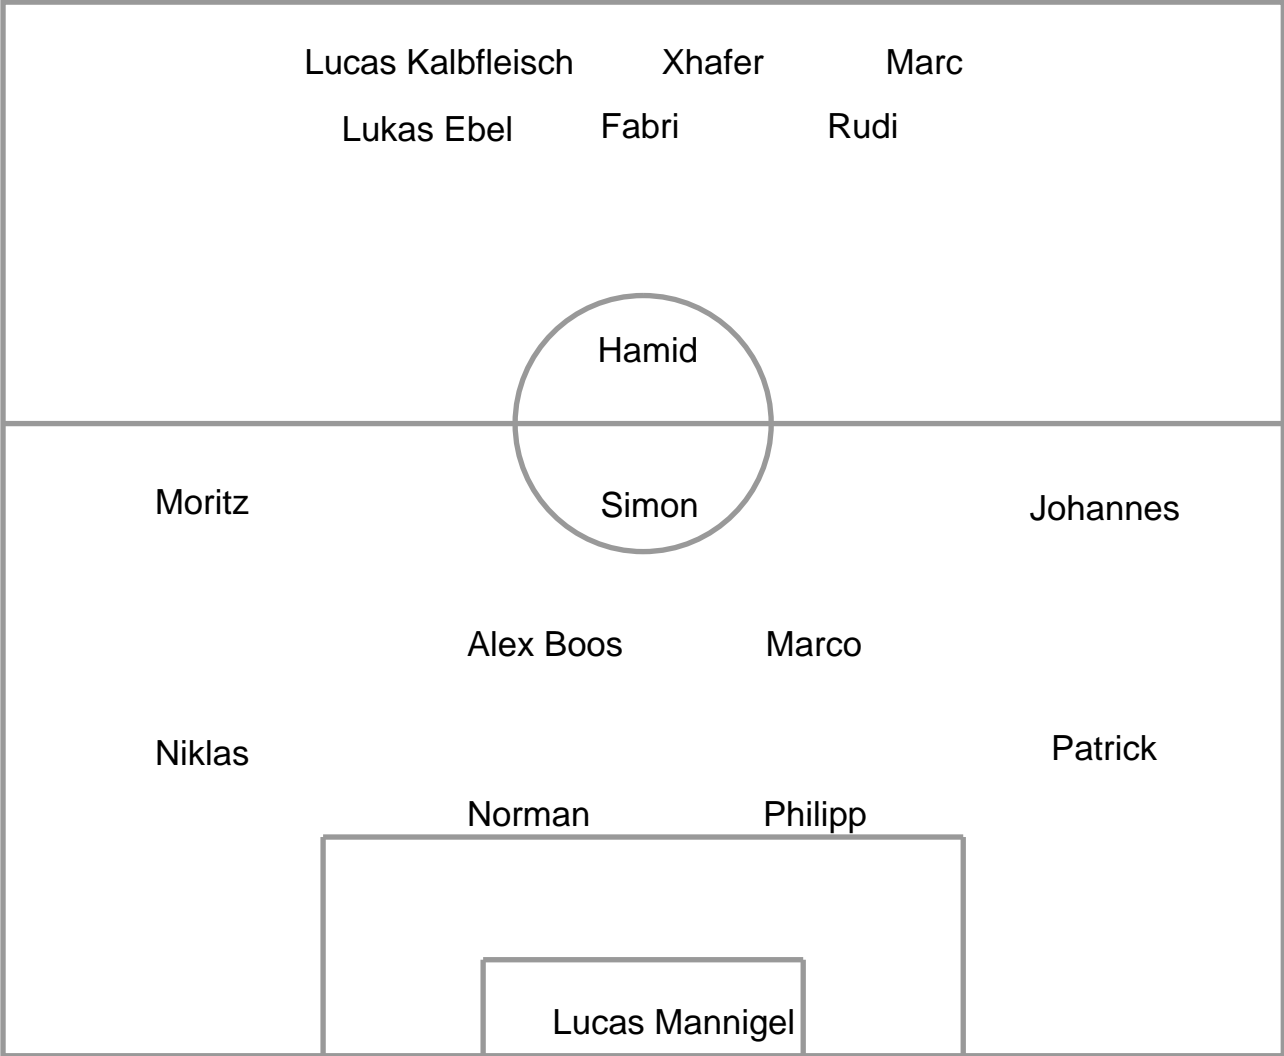 Lucas Kalbfleisch Xhafer Marc
Lukas Ebel Fabri Rudi
Hamid
Moritz Simon Johannes
Alex Boos Marco
Niklas Patrick
Norman Philipp
Lucas Mannigel